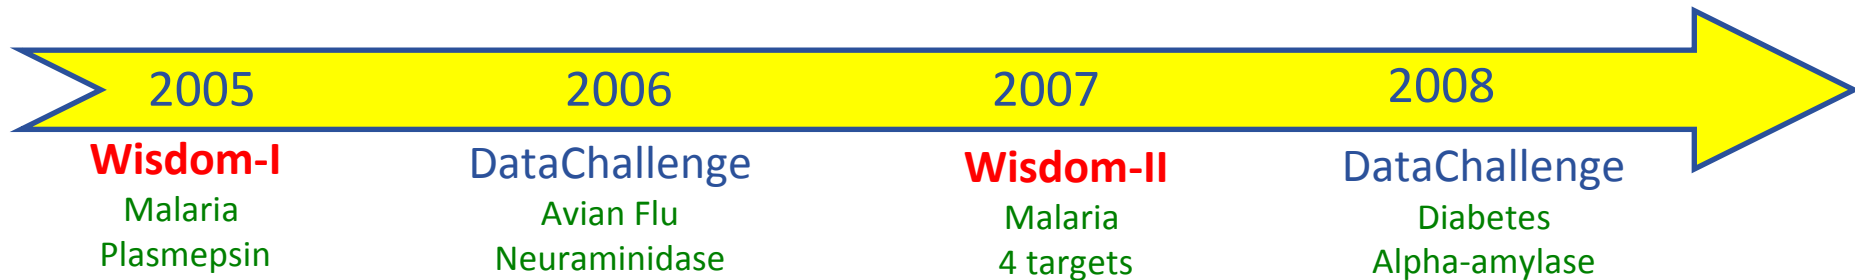 2005 2006 2007 2008
Wisdom-I DataChallenge Wisdom-II DataChallenge
Malaria Avian Flu Malaria Diabetes
Plasmepsin Neuraminidase 4 targets Alpha-amylase